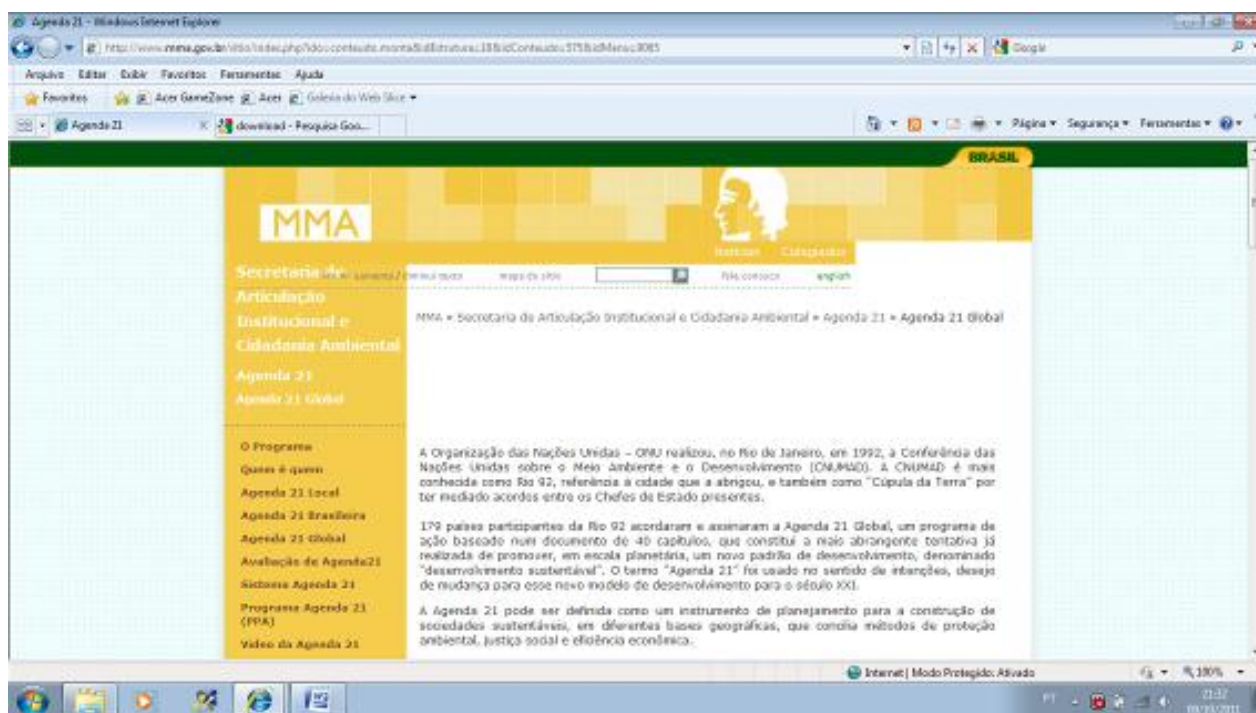 Agenda 21 - Windows Internet Explorer
Google
Arquivo Editar Exibir Favoritos Ferramentas Ajuda
Favoritos Acer GameZone Acer Galeria do Web Slice
Agenda 21 download - Pesquisa Goo... Página Segurança Ferramentas
BRASIL
MMA
english
Secretaria de
Articulação
Institucional e
Cidadania Ambiental
Agenda 21
Agenda 21 Global
MMA » Secretaria de Articulação Institucional e Cidadania Ambiental » Agenda 21 » Agenda 21 Global
O Programa
Quem é quem
Agenda 21 Local
Agenda 21 Brasileira
Agenda 21 Global
Avaliação de Agenda21
Sistema Agenda 21
Programa Agenda 21
(PPA)
Video da Agenda 21
A Organização das Nações Unidas – ONU realizou, no Rio de Janeiro, em 1992, a Conferência das
Nações Unidas sobre o Meio Ambiente e o Desenvolvimento (CNUMAD). A CNUMAD é mais
conhecida como Rio 92, referência à cidade que a abrigou, e também como "Cúpula da Terra" por
ter mediado acordos entre os Chefes de Estado presentes.
179 países participantes da Rio 92 acordaram e assinaram a Agenda 21 Global, um programa de
ação baseado num documento de 40 capítulos, que constitui a mais abrangente tentativa já
realizada de promover, em escala planetária, um novo padrão de desenvolvimento, denominado
"desenvolvimento sustentável". O termo "Agenda 21" foi usado no sentido de intenções, desejo
de mudança para esse novo modelo de desenvolvimento para o século XXI.
A Agenda 21 pode ser definida como um instrumento de planejamento para a construção de
sociedades sustentáveis, em diferentes bases geográficas, que concilia métodos de proteção
ambiental, justiça social e eficiência econômica.
Internet | Modo Protegido: Ativado 100%
PT 21:32